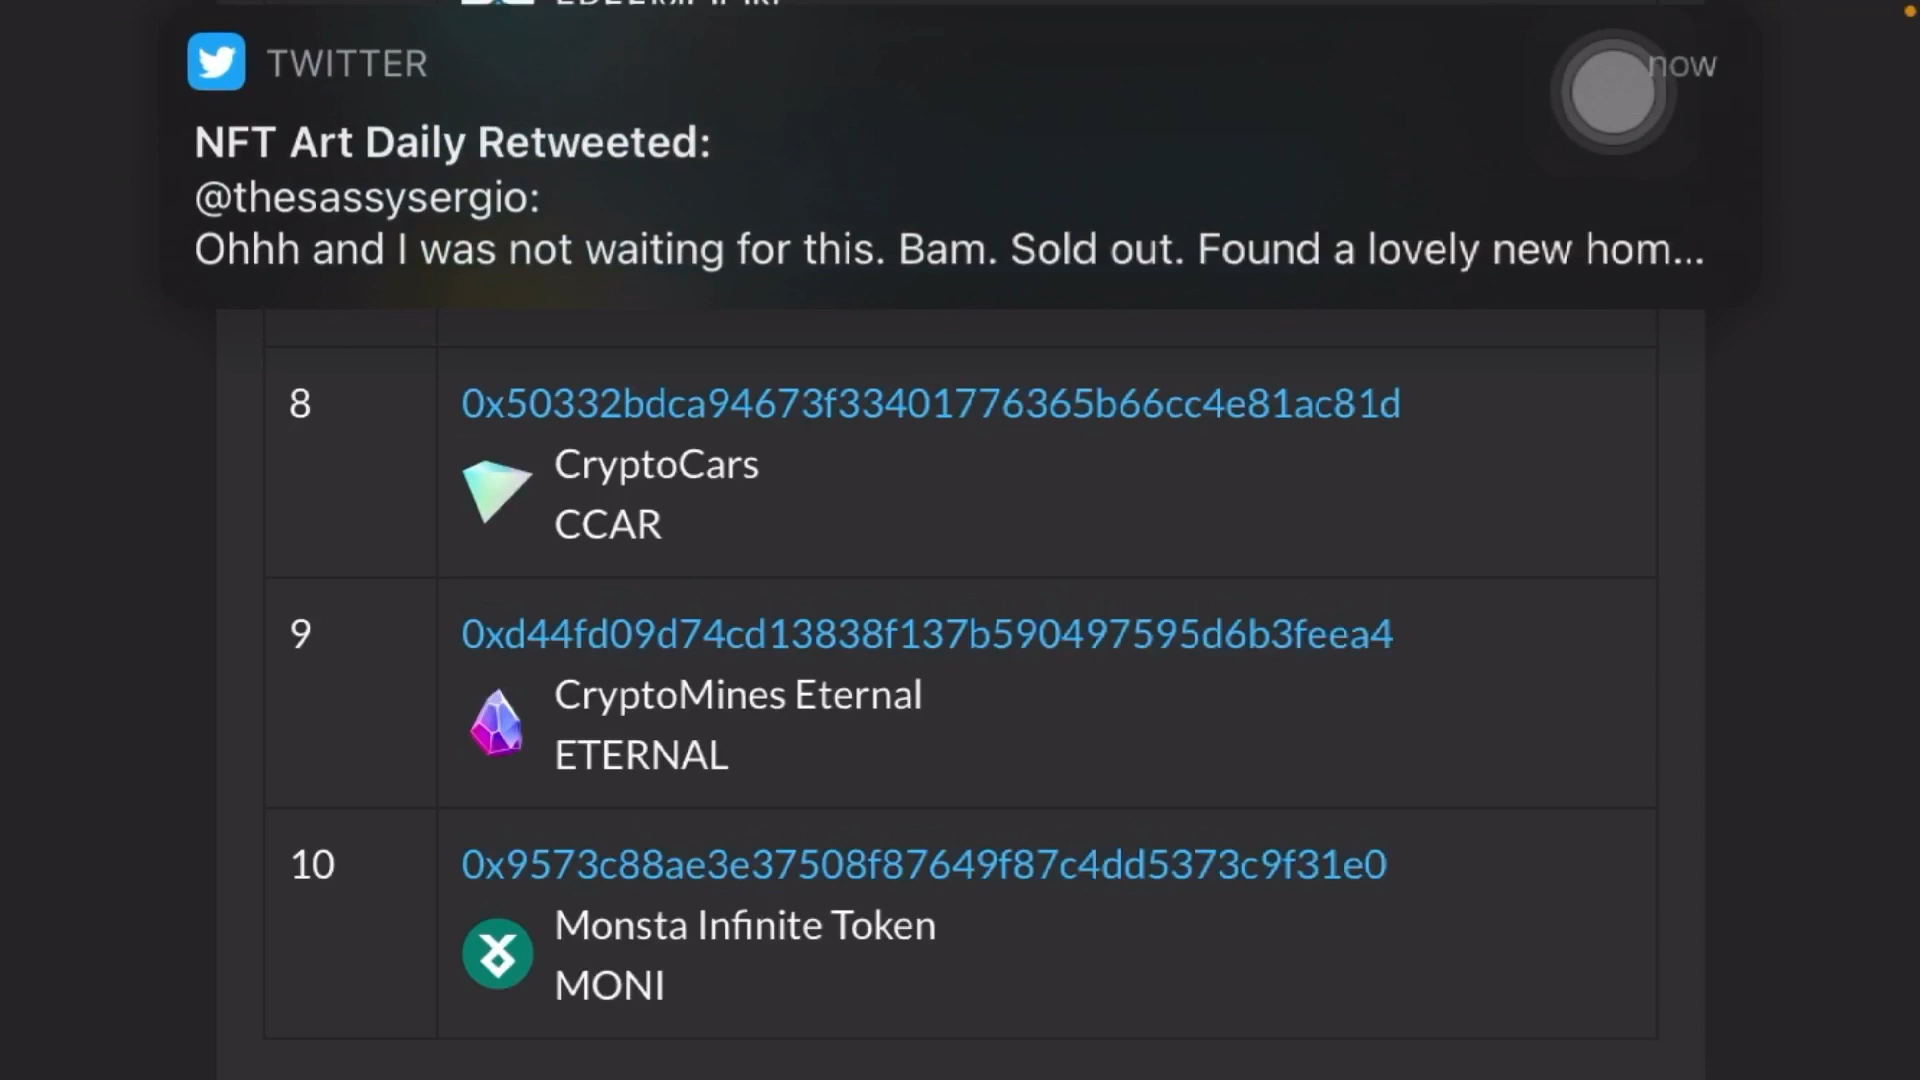 TWITTER
now
NFT Art Daily Retweeted:
@thesassysergio:
Ohhh and I was not waiting for this. Bam. Sold out. Found a lovely new hom...
8
0x50332bdca94673f33401776365b66cc4e81ac81d
CryptoCars
CCAR
9
0xd44fd09d74cd13838f137b590497595d6b3feea4
CryptoMines Eternal
ETERNAL
10
0x9573c88ae3e37508f87649f87c4dd5373c9f31e0
Monsta Infinite Token
MONI